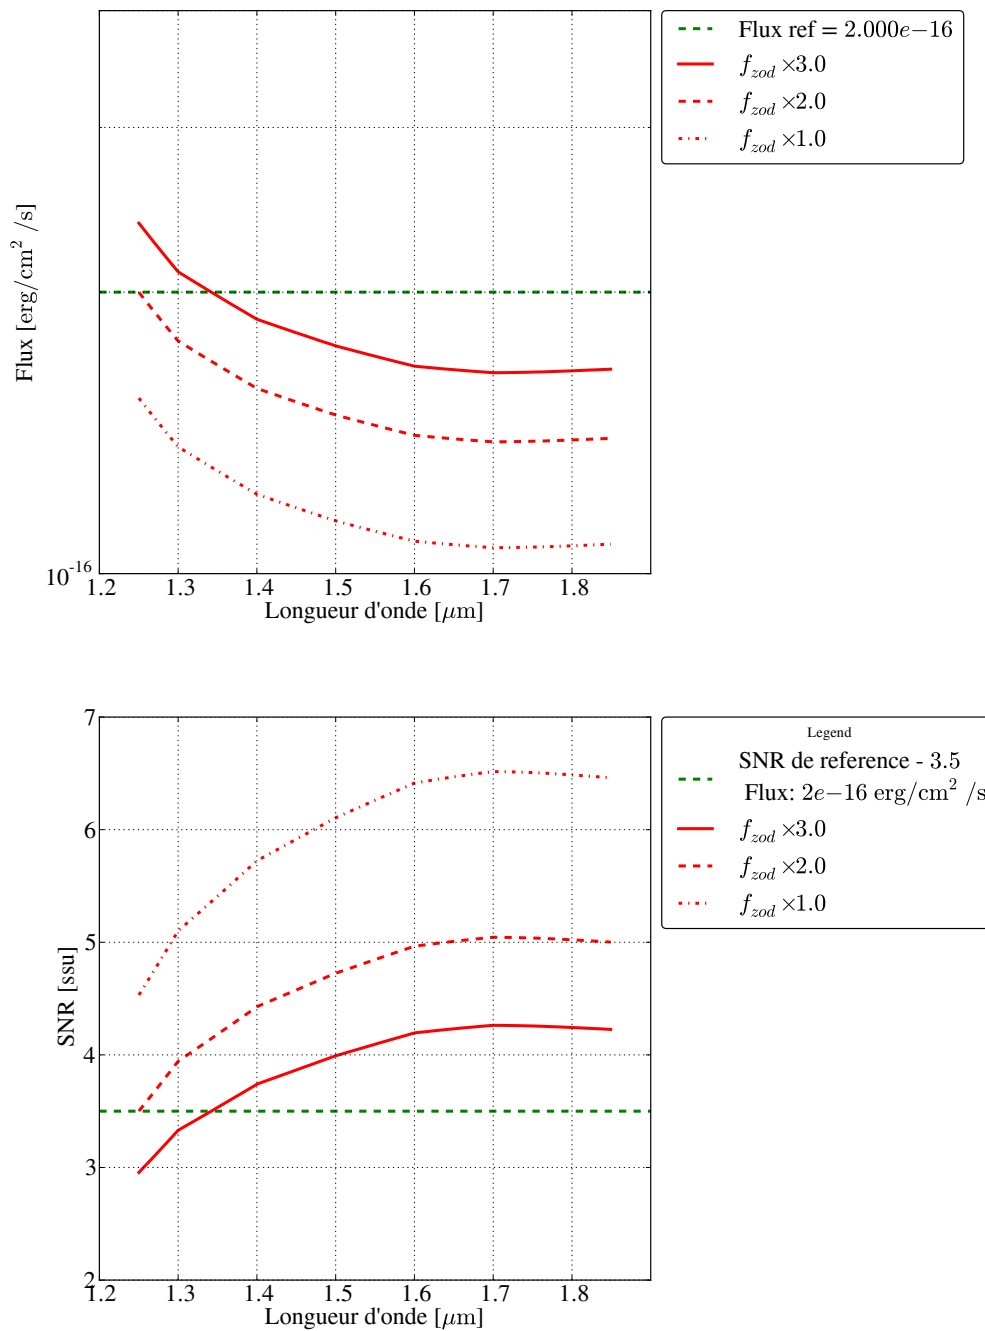 Flux ref = 2.000e−16
f_zod ×3.0
f_zod ×2.0
f_zod ×1.0
Flux [erg/cm² /s]
10⁻¹⁶
1.2 1.3 1.4 1.5 1.6 1.7 1.8
Longueur d'onde [μm]
Legend
SNR de reference - 3.5
Flux: 2e−16 erg/cm² /s
f_zod ×3.0
f_zod ×2.0
f_zod ×1.0
SNR [ssu]
7
6
5
4
3
2
1.2 1.3 1.4 1.5 1.6 1.7 1.8
Longueur d'onde [μm]